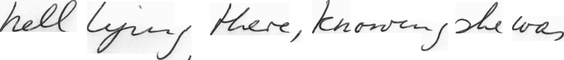 hell lying there, knowing she was